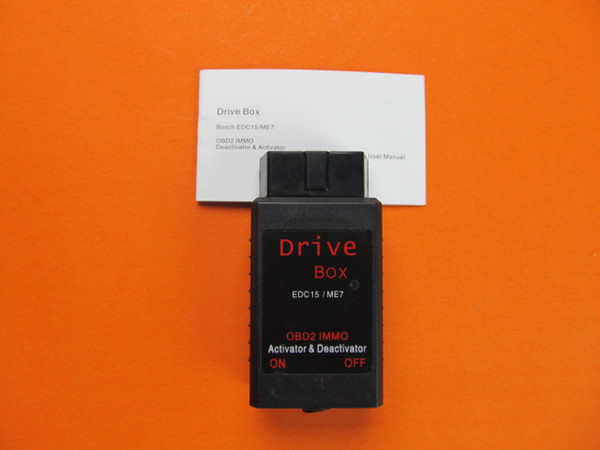 Drive Box
Bosch EDC15/ME7
OBD2 IMMO
Deactivator & Activator
User Manuel
Drive
Box
EDC15 / ME7
OBD2 IMMO
Activator & Deactivator
ON OFF